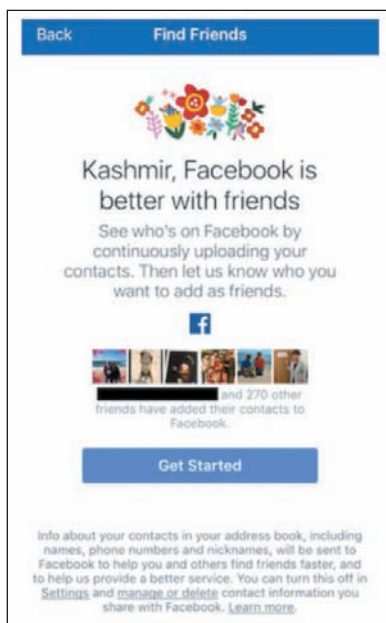 Back Find Friends
Kashmir, Facebook is
better with friends
See who's on Facebook by
continuously uploading your
contacts. Then let us know who you
want to add as friends.
f
and 270 other
friends have added their contacts to
Facebook.
Get Started
Info about your contacts in your address book, including
names, phone numbers and nicknames, will be sent to
Facebook to help you and others find friends faster, and
to help us provide a better service. You can turn this off in
Settings and manage or delete contact information you
share with Facebook. Learn more.